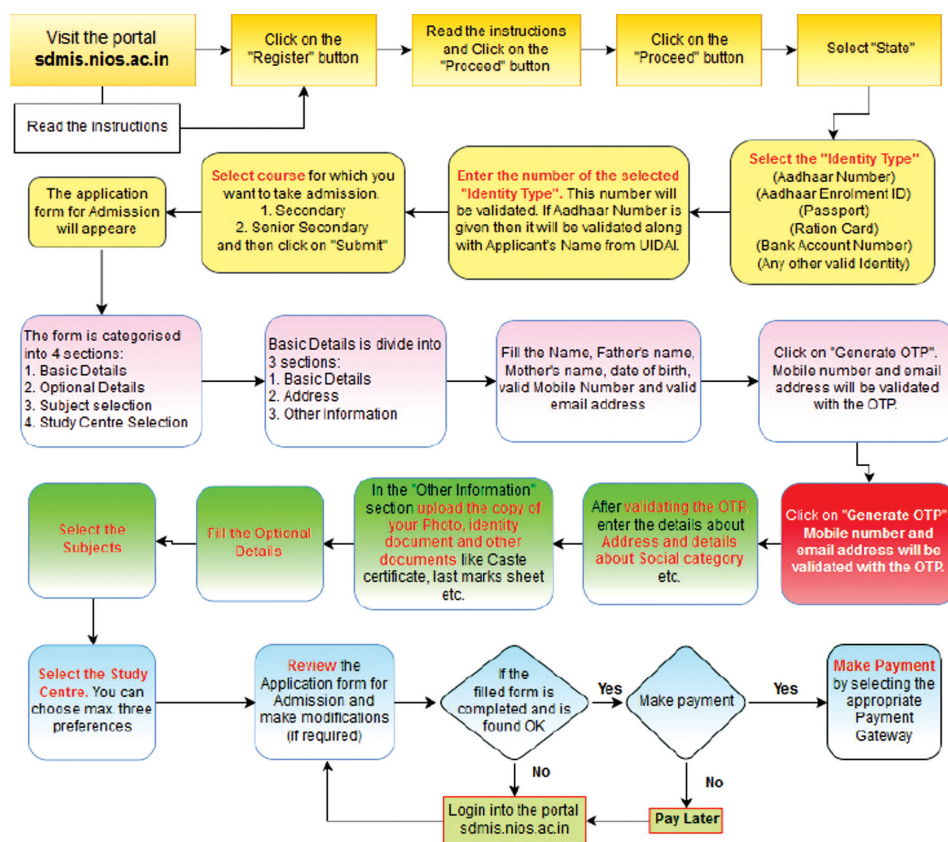 Visit the portal
sdmis.nios.ac.in
Click on the
"Register" button
Read the instructions
and Click on the
"Proceed" button
Click on the
"Proceed" button
Select "State"
Read the instructions
Select the "Identity Type"
(Aadhaar Number)
(Aadhaar Enrolment ID)
(Passport)
(Ration Card)
(Bank Account Number)
(Any other valid Identity)
Enter the number of the selected
"Identity Type". This number will
be validated. If Aadhaar Number is
given then it will be validated along
with Applicant's Name from UIDAI.
Select course for which you
want to take admission.
1. Secondary
2. Senior Secondary
and then click on "Submit"
The application
form for Admission
will appeare
The form is categorised
into 4 sections:
1. Basic Details
2. Optional Details
3. Subject selection
4. Study Centre Selection
Basic Details is divide into
3 sections:
1. Basic Details
2. Address
3. Other Information
Fill the Name, Father's name,
Mother's name, date of birth,
valid Mobile Number and valid
email address
Click on "Generate OTP".
Mobile number and email
address will be validated
with the OTP.
Click on "Generate OTP"
Mobile number and
email address will be
validated with the OTP.
After validating the OTP.
enter the details about
Address and details
about Social category
etc.
In the "Other Information"
section upload the copy of
your Photo, identity
document and other
documents like Caste
certificate, last marks sheet
etc.
Fill the Optional
Details
Select the
Subjects
Select the Study
Centre. You can
choose max three
preferences
Review the
Application form for
Admission and
make modifications
(if required)
If the
filled form is
completed and is
found OK
Yes
Make payment
Yes
Make Payment
by selecting the
appropriate
Payment
Gateway
No
No
Login into the portal
sdmis.nios.ac.in
Pay Later